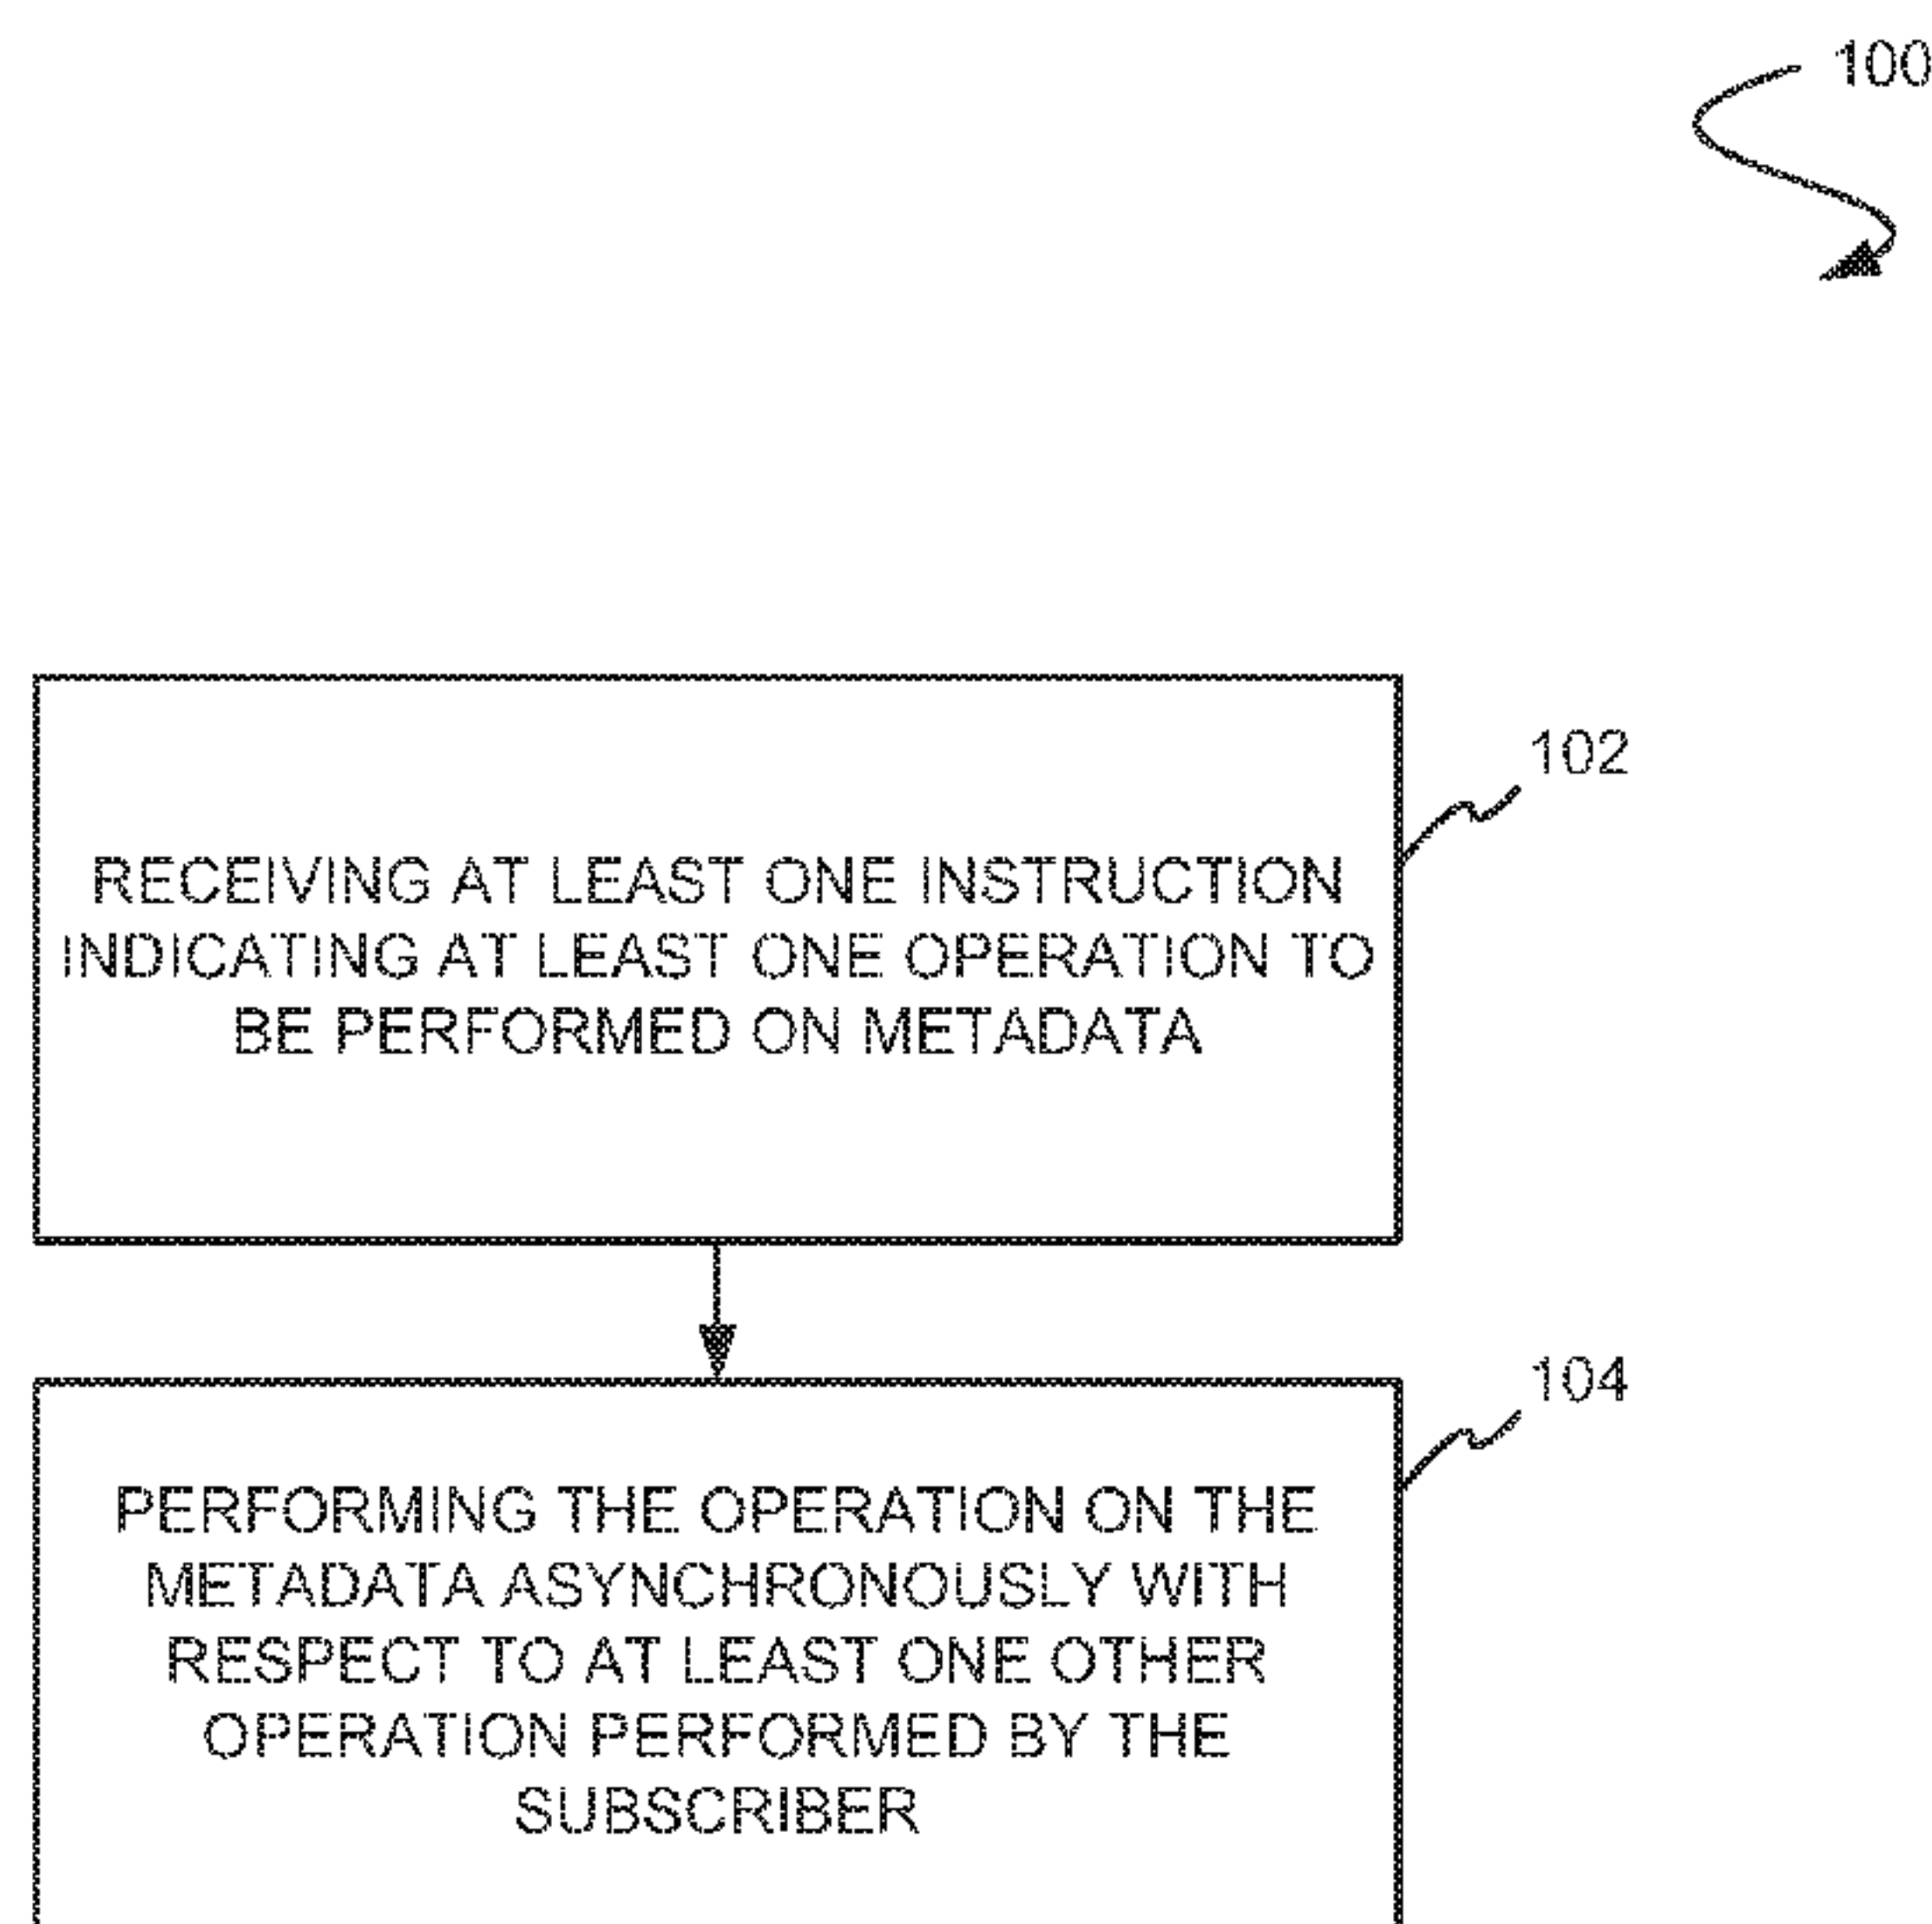 100
102
RECEIVING AT LEAST ONE INSTRUCTION
INDICATING AT LEAST ONE OPERATION TO
BE PERFORMED ON METADATA
104
PERFORMING THE OPERATION ON THE
METADATA ASYNCHRONOUSLY WITH
RESPECT TO AT LEAST ONE OTHER
OPERATION PERFORMED BY THE
SUBSCRIBER